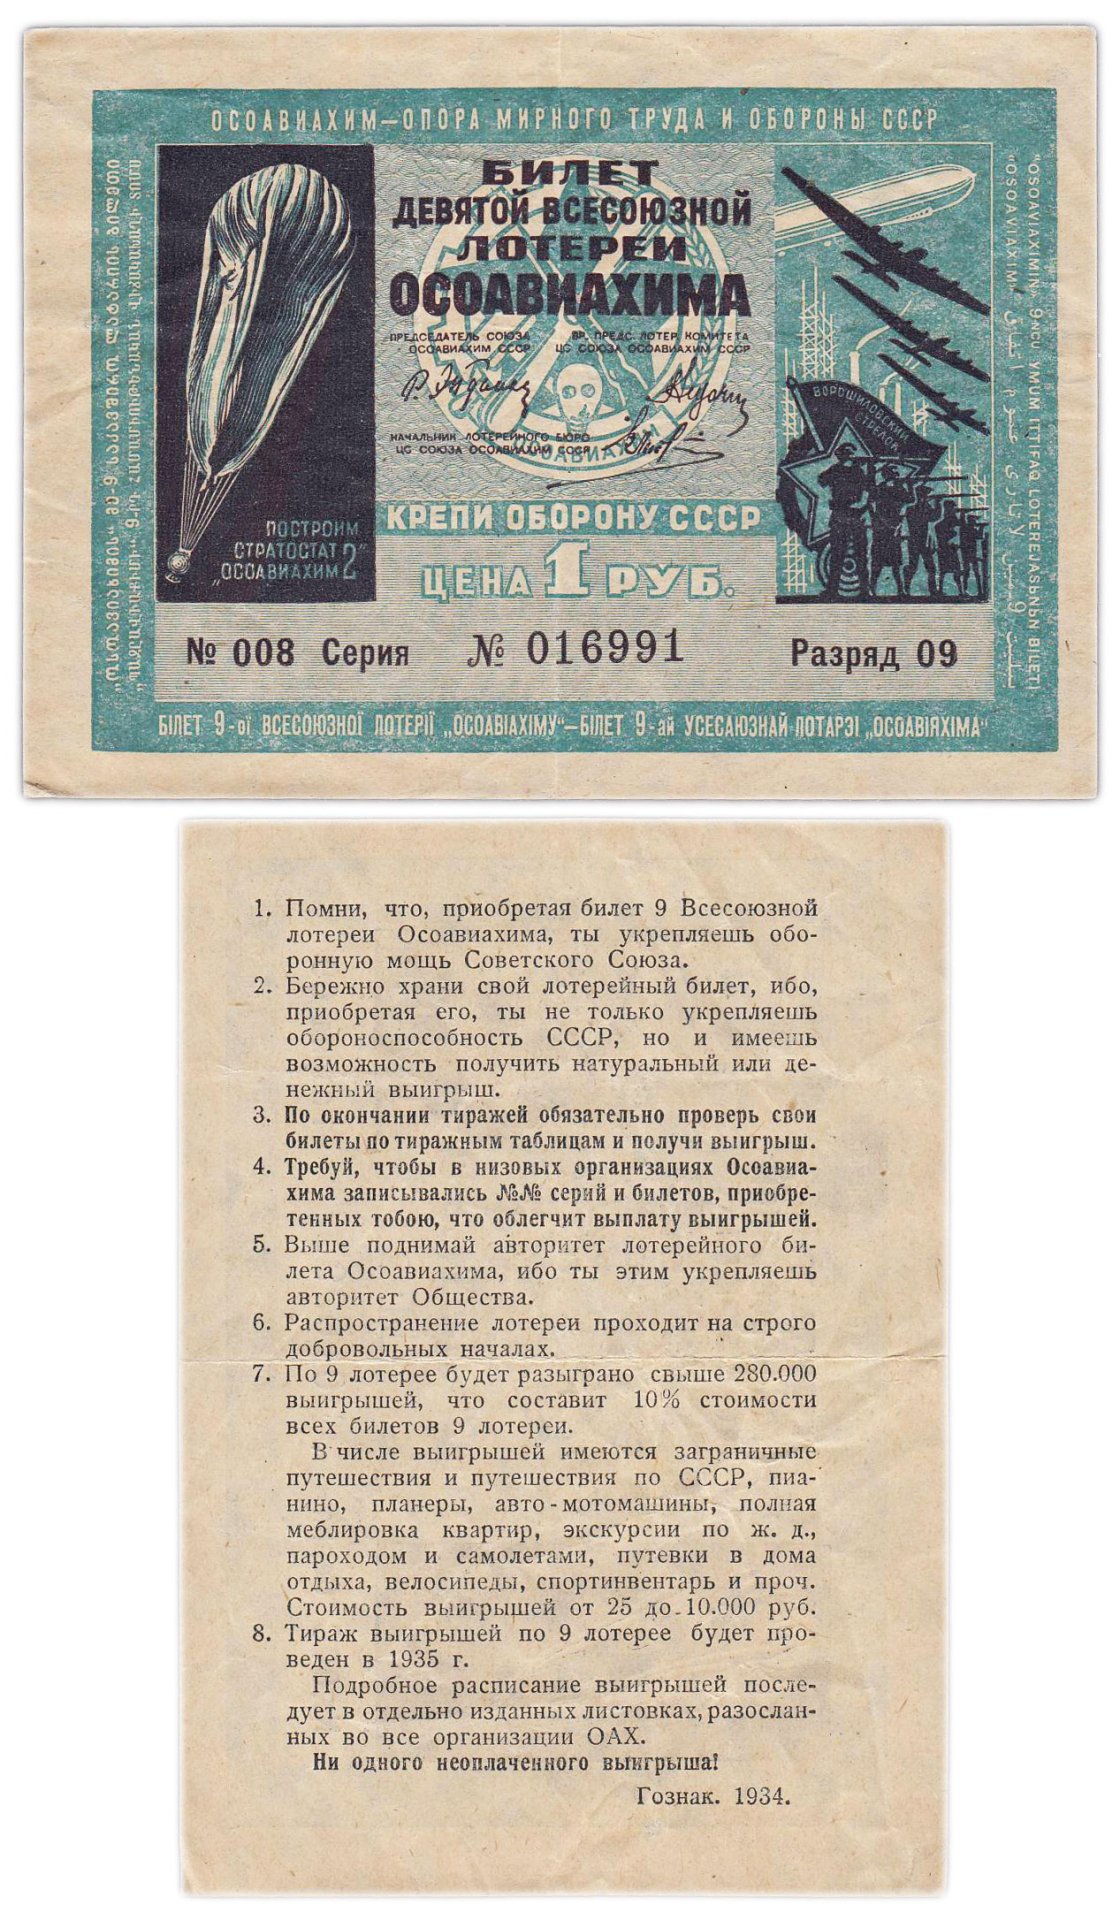 ОСОАВИАХИМ—ОПОРА МИРНОГО ТРУДА И ОБОРОНЫ СССР
БИЛЕТ
ДЕВЯТОЙ ВСЕСОЮЗНОЙ
ЛОТЕРЕИ
ОСОАВИАХИМА
ПРЕДСЕДАТЕЛЬ СОЮЗА
ОСОАВИАХИМ СССР
ВР. ПРЕДС. ЛОТЕР. КОМИТЕТА
ЦС СОЮЗА ОСОАВИАХИМ СССР
НАЧАЛЬНИК ЛОТЕРЕЙНОГО БЮРО
ЦС СОЮЗА ОСОАВИАХИМ СССР
ОСОАВИАХИМ
ПОСТРОИМ
СТРАТОСТАТ
„ОСОАВИАХИМ 2"
ВОРОШИЛОВСКИЙ
СТРЕЛОК
КРЕПИ ОБОРОНУ СССР
ЦЕНА 1 РУБ.
№ 008 Серия № 016991 Разряд 09
"OSOAVIAXIMIN» 9-NCU YMUM ITTIFAQ LOTEREJASЬNЬN BILETI
БІЛЕТ 9-ої ВСЕСОЮЗНОЇ ЛОТЕРІЇ „ОСОАВІАХІМУ"—БІЛЕТ 9-ай УСЕСАЮЗНАЙ ЛОТАРЭІ „ОСОАВІЯХІМА"
1. Помни, что, приобретая билет 9 Всесоюзной
лотереи Осоавиахима, ты укрепляешь обо-
ронную мощь Советского Союза.
2. Бережно храни свой лотерейный билет, ибо,
приобретая его, ты не только укрепляешь
обороноспособность СССР, но и имеешь
возможность получить натуральный или де-
нежный выигрыш.
3. По окончании тиражей обязательно проверь свои
билеты по тиражным таблицам и получи выигрыш.
4. Требуй, чтобы в низовых организациях Осоавиа-
хима записывались №№ серий и билетов, приобре-
тенных тобою, что облегчит выплату выигрышей.
5. Выше поднимай авторитет лотерейного би-
лета Осоавиахима, ибо ты этим укрепляешь
авторитет Общества.
6. Распространение лотереи проходит на строго
добровольных началах.
7. По 9 лотерее будет разыграно свыше 280.000
выигрышей, что составит 10% стоимости
всех билетов 9 лотереи.
В числе выигрышей имеются заграничные
путешествия и путешествия по СССР, пиа-
нино, планеры, авто-мотомашины, полная
меблировка квартир, экскурсии по ж. д.,
пароходом и самолетами, путевки в дома
отдыха, велосипеды, спортинвентарь и проч.
Стоимость выигрышей от 25 до 10.000 руб.
8. Тираж выигрышей по 9 лотерее будет про-
веден в 1935 г.
Подробное расписание выигрышей после-
дует в отдельно изданных листовках, разослан-
ных во все организации ОАХ.
Ни одного неоплаченного выигрыша!
Гознак. 1934.